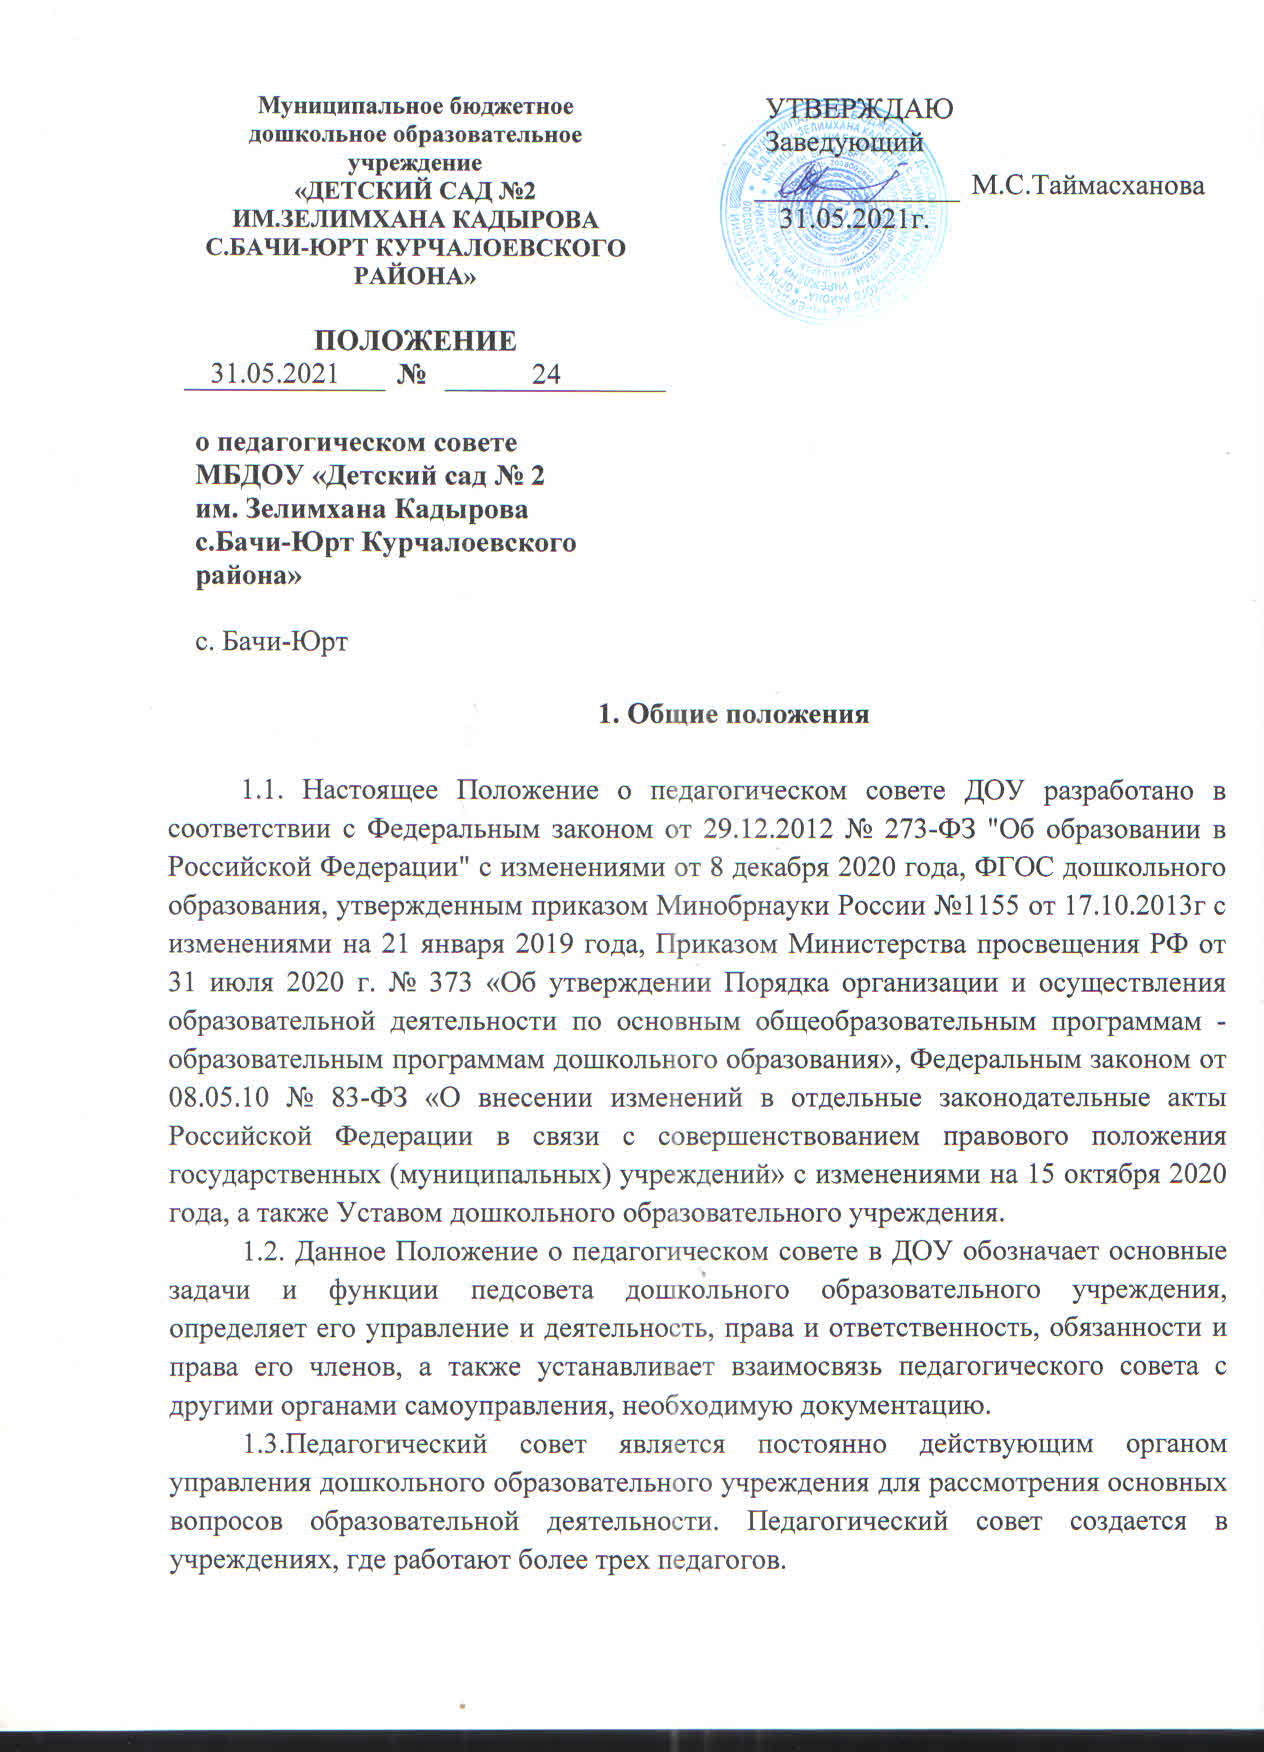 Муниципальное бюджетное
дошкольное образовательное
учреждение
«ДЕТСКИЙ САД №2
ИМ.ЗЕЛИМХАНА КАДЫРОВА
С.БАЧИ-ЮРТ КУРЧАЛОЕВСКОГО
РАЙОНА»
УТВЕРЖДАЮ
Заведующий
М.С.Таймасханова
31.05.2021г.
ПОЛОЖЕНИЕ
31.05.2021 № 24
о педагогическом совете
МБДОУ «Детский сад № 2
им. Зелимхана Кадырова
с.Бачи-Юрт Курчалоевского
района»
с. Бачи-Юрт
1. Общие положения
1.1. Настоящее Положение о педагогическом совете ДОУ разработано в
соответствии с Федеральным законом от 29.12.2012 № 273-ФЗ "Об образовании в
Российской Федерации" с изменениями от 8 декабря 2020 года, ФГОС дошкольного
образования, утвержденным приказом Минобрнауки России №1155 от 17.10.2013г с
изменениями на 21 января 2019 года, Приказом Министерства просвещения РФ от
31 июля 2020 г. № 373 «Об утверждении Порядка организации и осуществления
образовательной деятельности по основным общеобразовательным программам -
образовательным программам дошкольного образования», Федеральным законом от
08.05.10 № 83-ФЗ «О внесении изменений в отдельные законодательные акты
Российской Федерации в связи с совершенствованием правового положения
государственных (муниципальных) учреждений» с изменениями на 15 октября 2020
года, а также Уставом дошкольного образовательного учреждения.
1.2. Данное Положение о педагогическом совете в ДОУ обозначает основные
задачи и функции педсовета дошкольного образовательного учреждения,
определяет его управление и деятельность, права и ответственность, обязанности и
права его членов, а также устанавливает взаимосвязь педагогического совета с
другими органами самоуправления, необходимую документацию.
1.3.Педагогический совет является постоянно действующим органом
управления дошкольного образовательного учреждения для рассмотрения основных
вопросов образовательной деятельности. Педагогический совет создается в
учреждениях, где работают более трех педагогов.